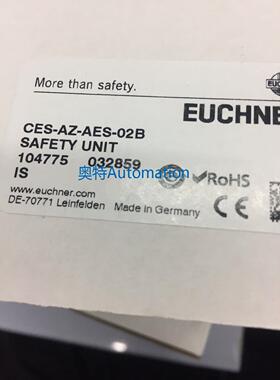 More than safety.
EUCHNER
EUCHNER
CES-AZ-AES-02B
SAFETY UNIT
104775 032859
IS
奥特Automation
RoHS
www.euchner.com
DE-70771 Leinfelden
Made in Germany
CE